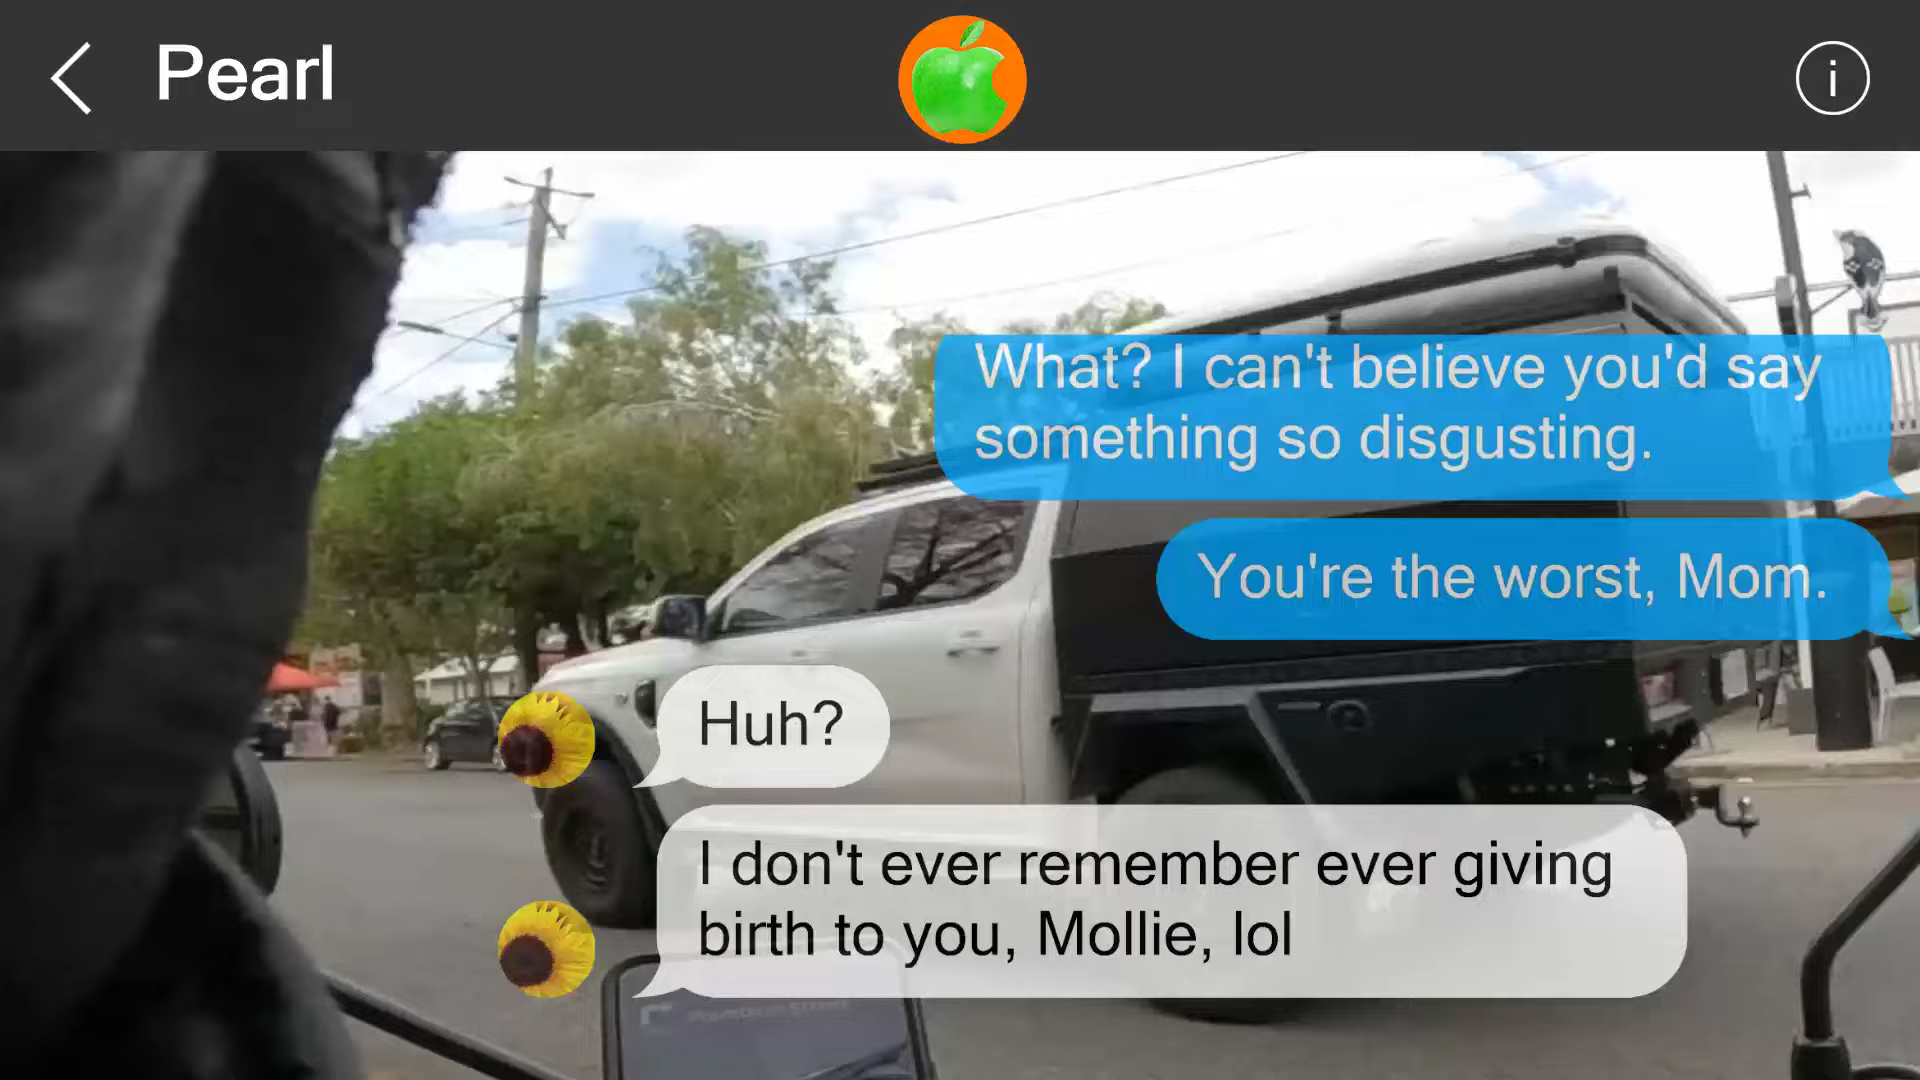 Pearl
i
What? I can't believe you'd say
something so disgusting.
You're the worst, Mom.
Huh?
I don't ever remember ever giving
birth to you, Mollie, lol